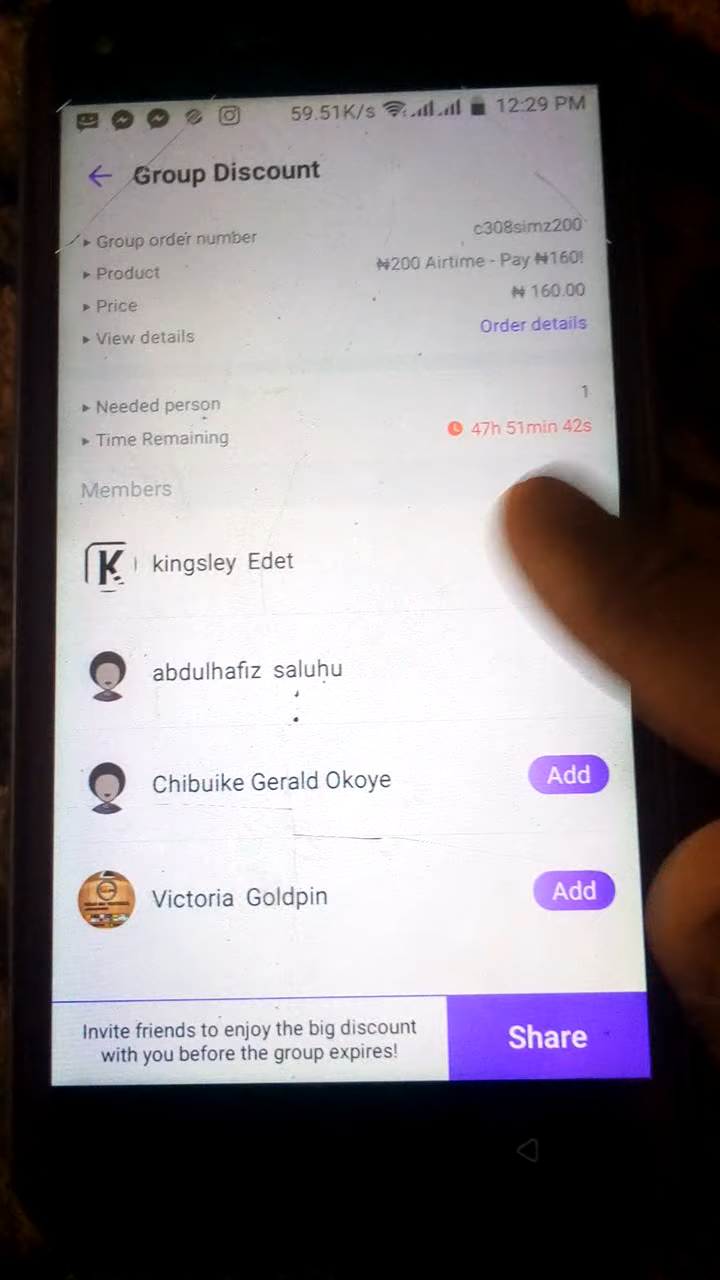 59.51K/s 12:29 PM
Group Discount
Group order number c308simz200
Product ₦200 Airtime - Pay ₦160!
Price ₦ 160.00
View details Order details
Needed person 1
Time Remaining 47h 51min 42s
Members
K kingsley Edet
abdulhafiz saluhu
Chibuike Gerald Okoye Add
Victoria Goldpin Add
Invite friends to enjoy the big discount
with you before the group expires!
Share